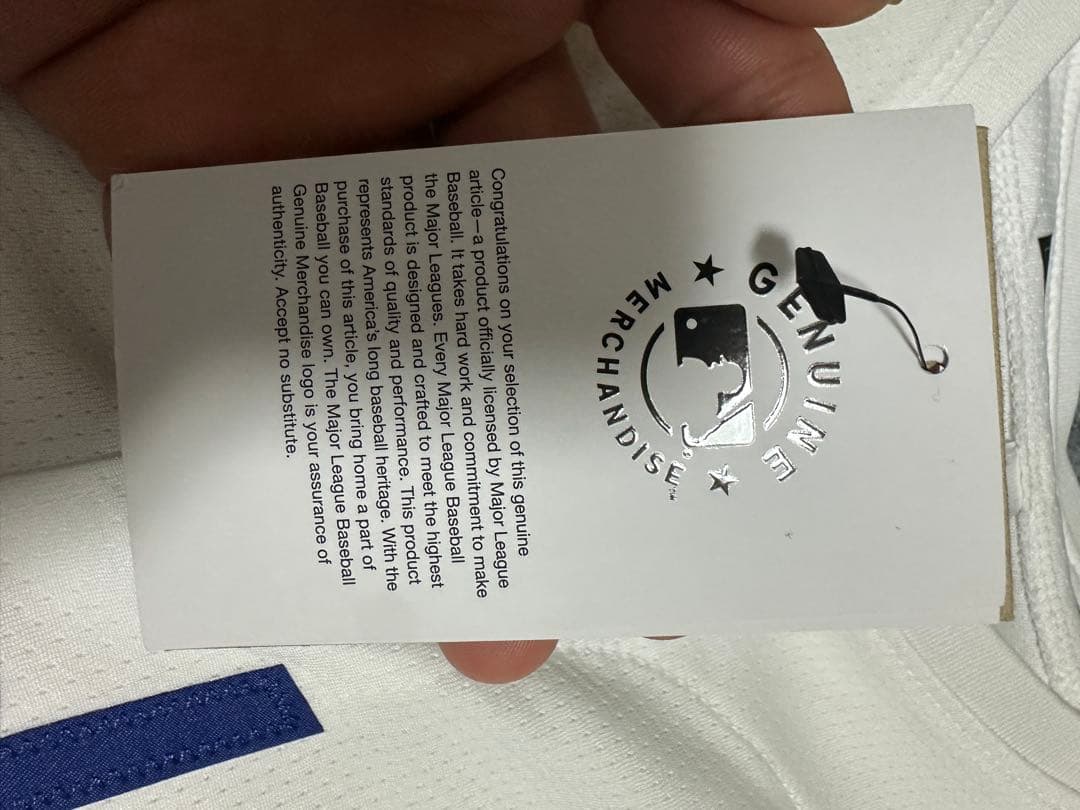 GENUINE
MERCHANDISE
Congratulations on your selection of this genuine
article—a product officially licensed by Major League
Baseball. It takes hard work and commitment to make
the Major Leagues. Every Major League Baseball
product is designed and crafted to meet the highest
standards of quality and performance. This product
represents America's long baseball heritage. With the
purchase of this article, you bring home a part of
Baseball you can own. The Major League Baseball
Genuine Merchandise logo is your assurance of
authenticity. Accept no substitute.